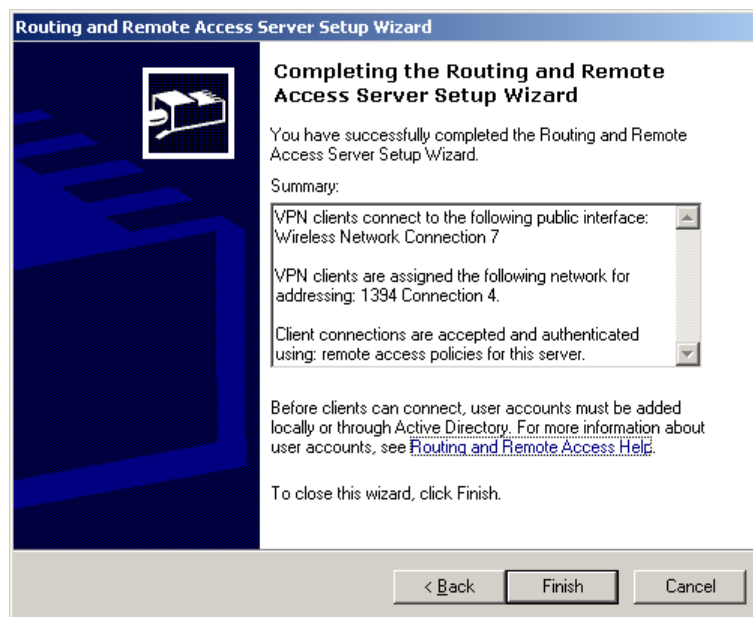 Routing and Remote Access Server Setup Wizard
Completing the Routing and Remote
Access Server Setup Wizard
You have successfully completed the Routing and Remote
Access Server Setup Wizard.
Summary:
VPN clients connect to the following public interface:
Wireless Network Connection 7
VPN clients are assigned the following network for
addressing: 1394 Connection 4.
Client connections are accepted and authenticated
using: remote access policies for this server.
Before clients can connect, user accounts must be added
locally or through Active Directory. For more information about
user accounts, see Routing and Remote Access Help.
To close this wizard, click Finish.
< Back
Finish
Cancel